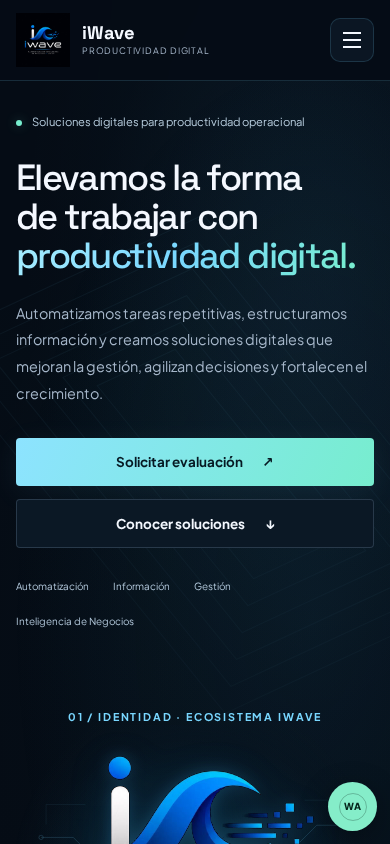 iwave
iWave
PRODUCTIVIDAD DIGITAL
Soluciones digitales para productividad operacional
Elevamos la forma
de trabajar con
productividad digital.
Automatizamos tareas repetitivas, estructuramos
información y creamos soluciones digitales que
mejoran la gestión, agilizan decisiones y fortalecen el
crecimiento.
Solicitar evaluación ↗
Conocer soluciones ↓
Automatización Información Gestión
Inteligencia de Negocios
01 / IDENTIDAD · ECOSISTEMA IWAVE
WA